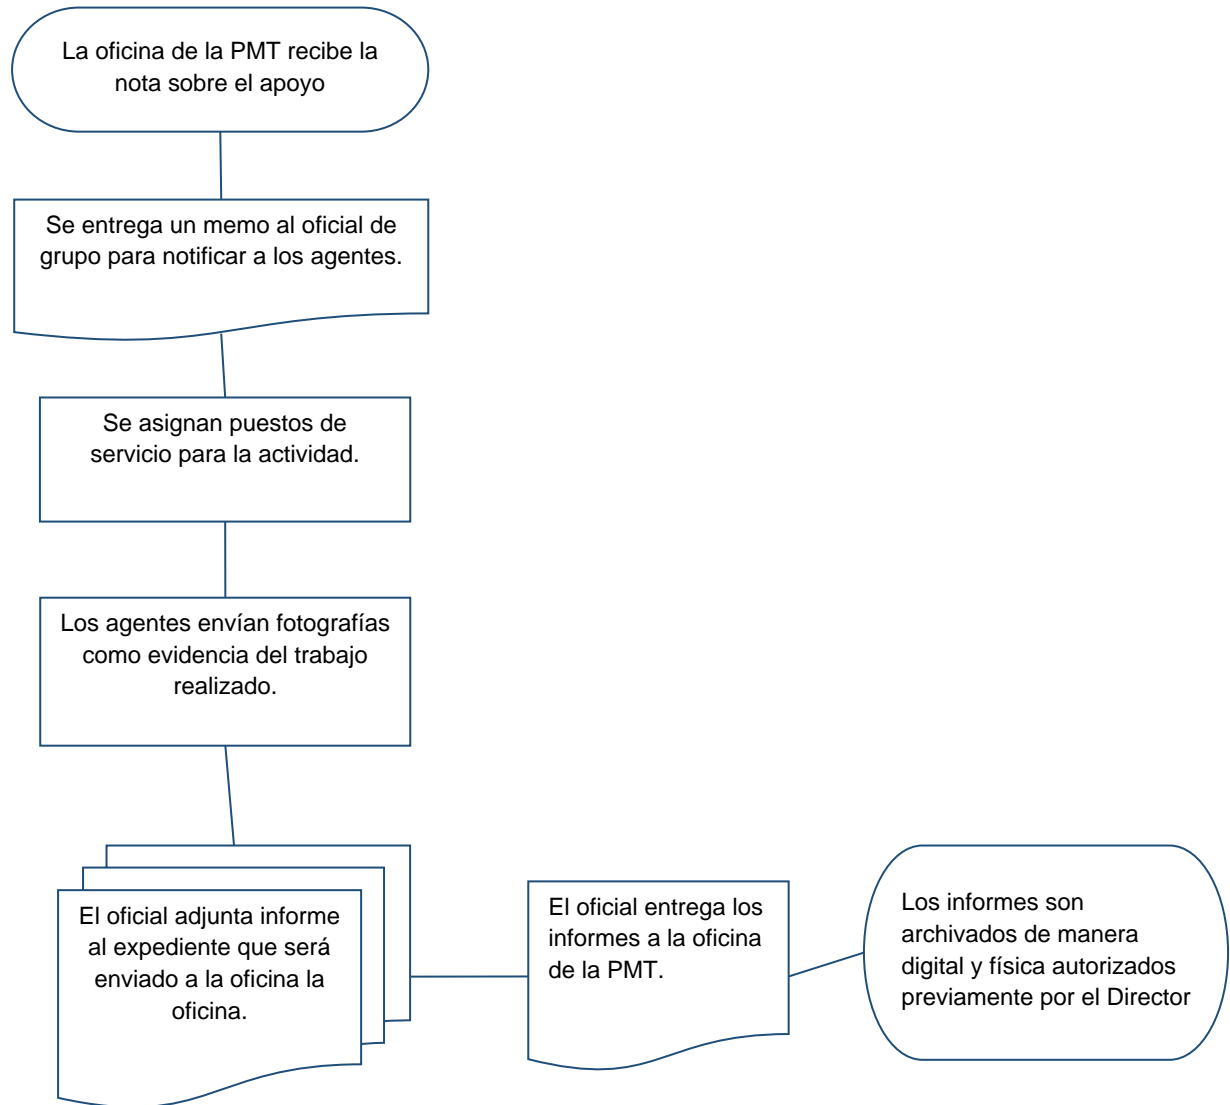 La oficina de la PMT recibe la
nota sobre el apoyo
Se entrega un memo al oficial de
grupo para notificar a los agentes.
Se asignan puestos de
servicio para la actividad.
Los agentes envían fotografías
como evidencia del trabajo
realizado.
El oficial adjunta informe
al expediente que será
enviado a la oficina la
oficina.
El oficial entrega los
informes a la oficina
de la PMT.
Los informes son
archivados de manera
digital y física autorizados
previamente por el Director